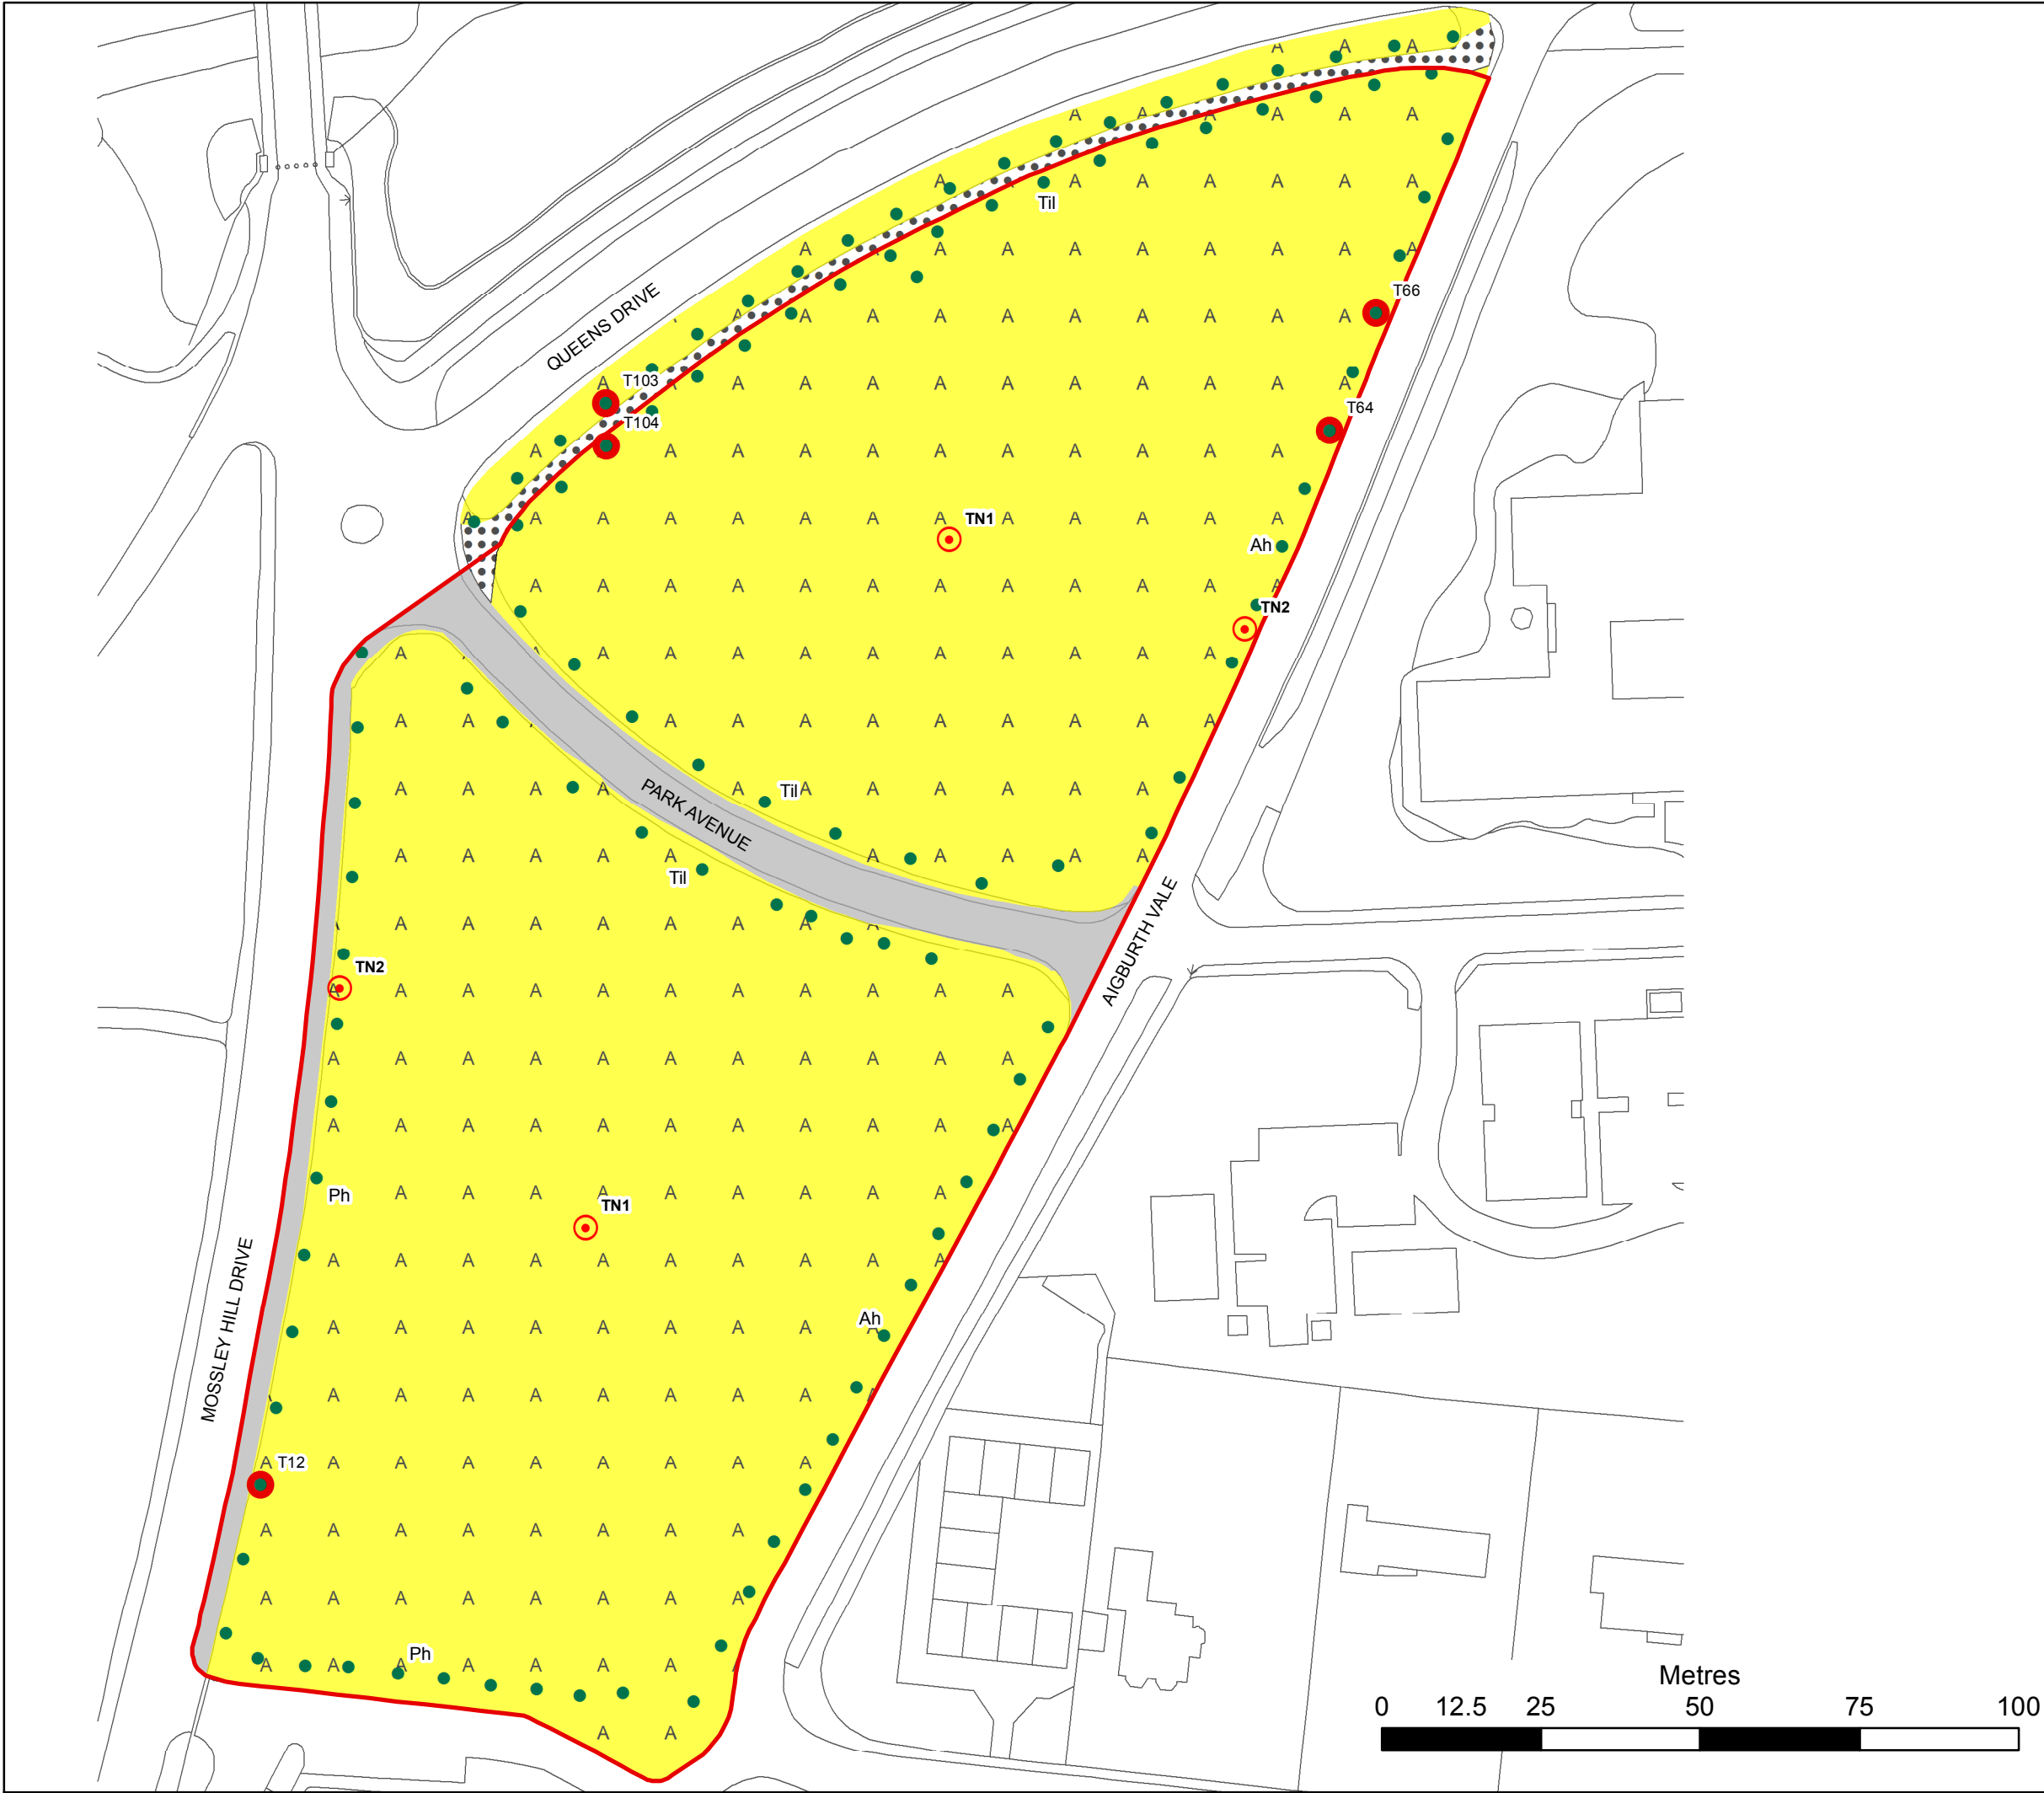 T66
QUEENS DRIVE
Til
T103
T104
T64
TN1
Ah
TN2
Til
PARK AVENUE
Til
AIGBURTH VALE
TN2
Ph
TN1
MOSSLEY HILL DRIVE
Ah
T12
Ph
Metres
0 12.5 25 50 75 100